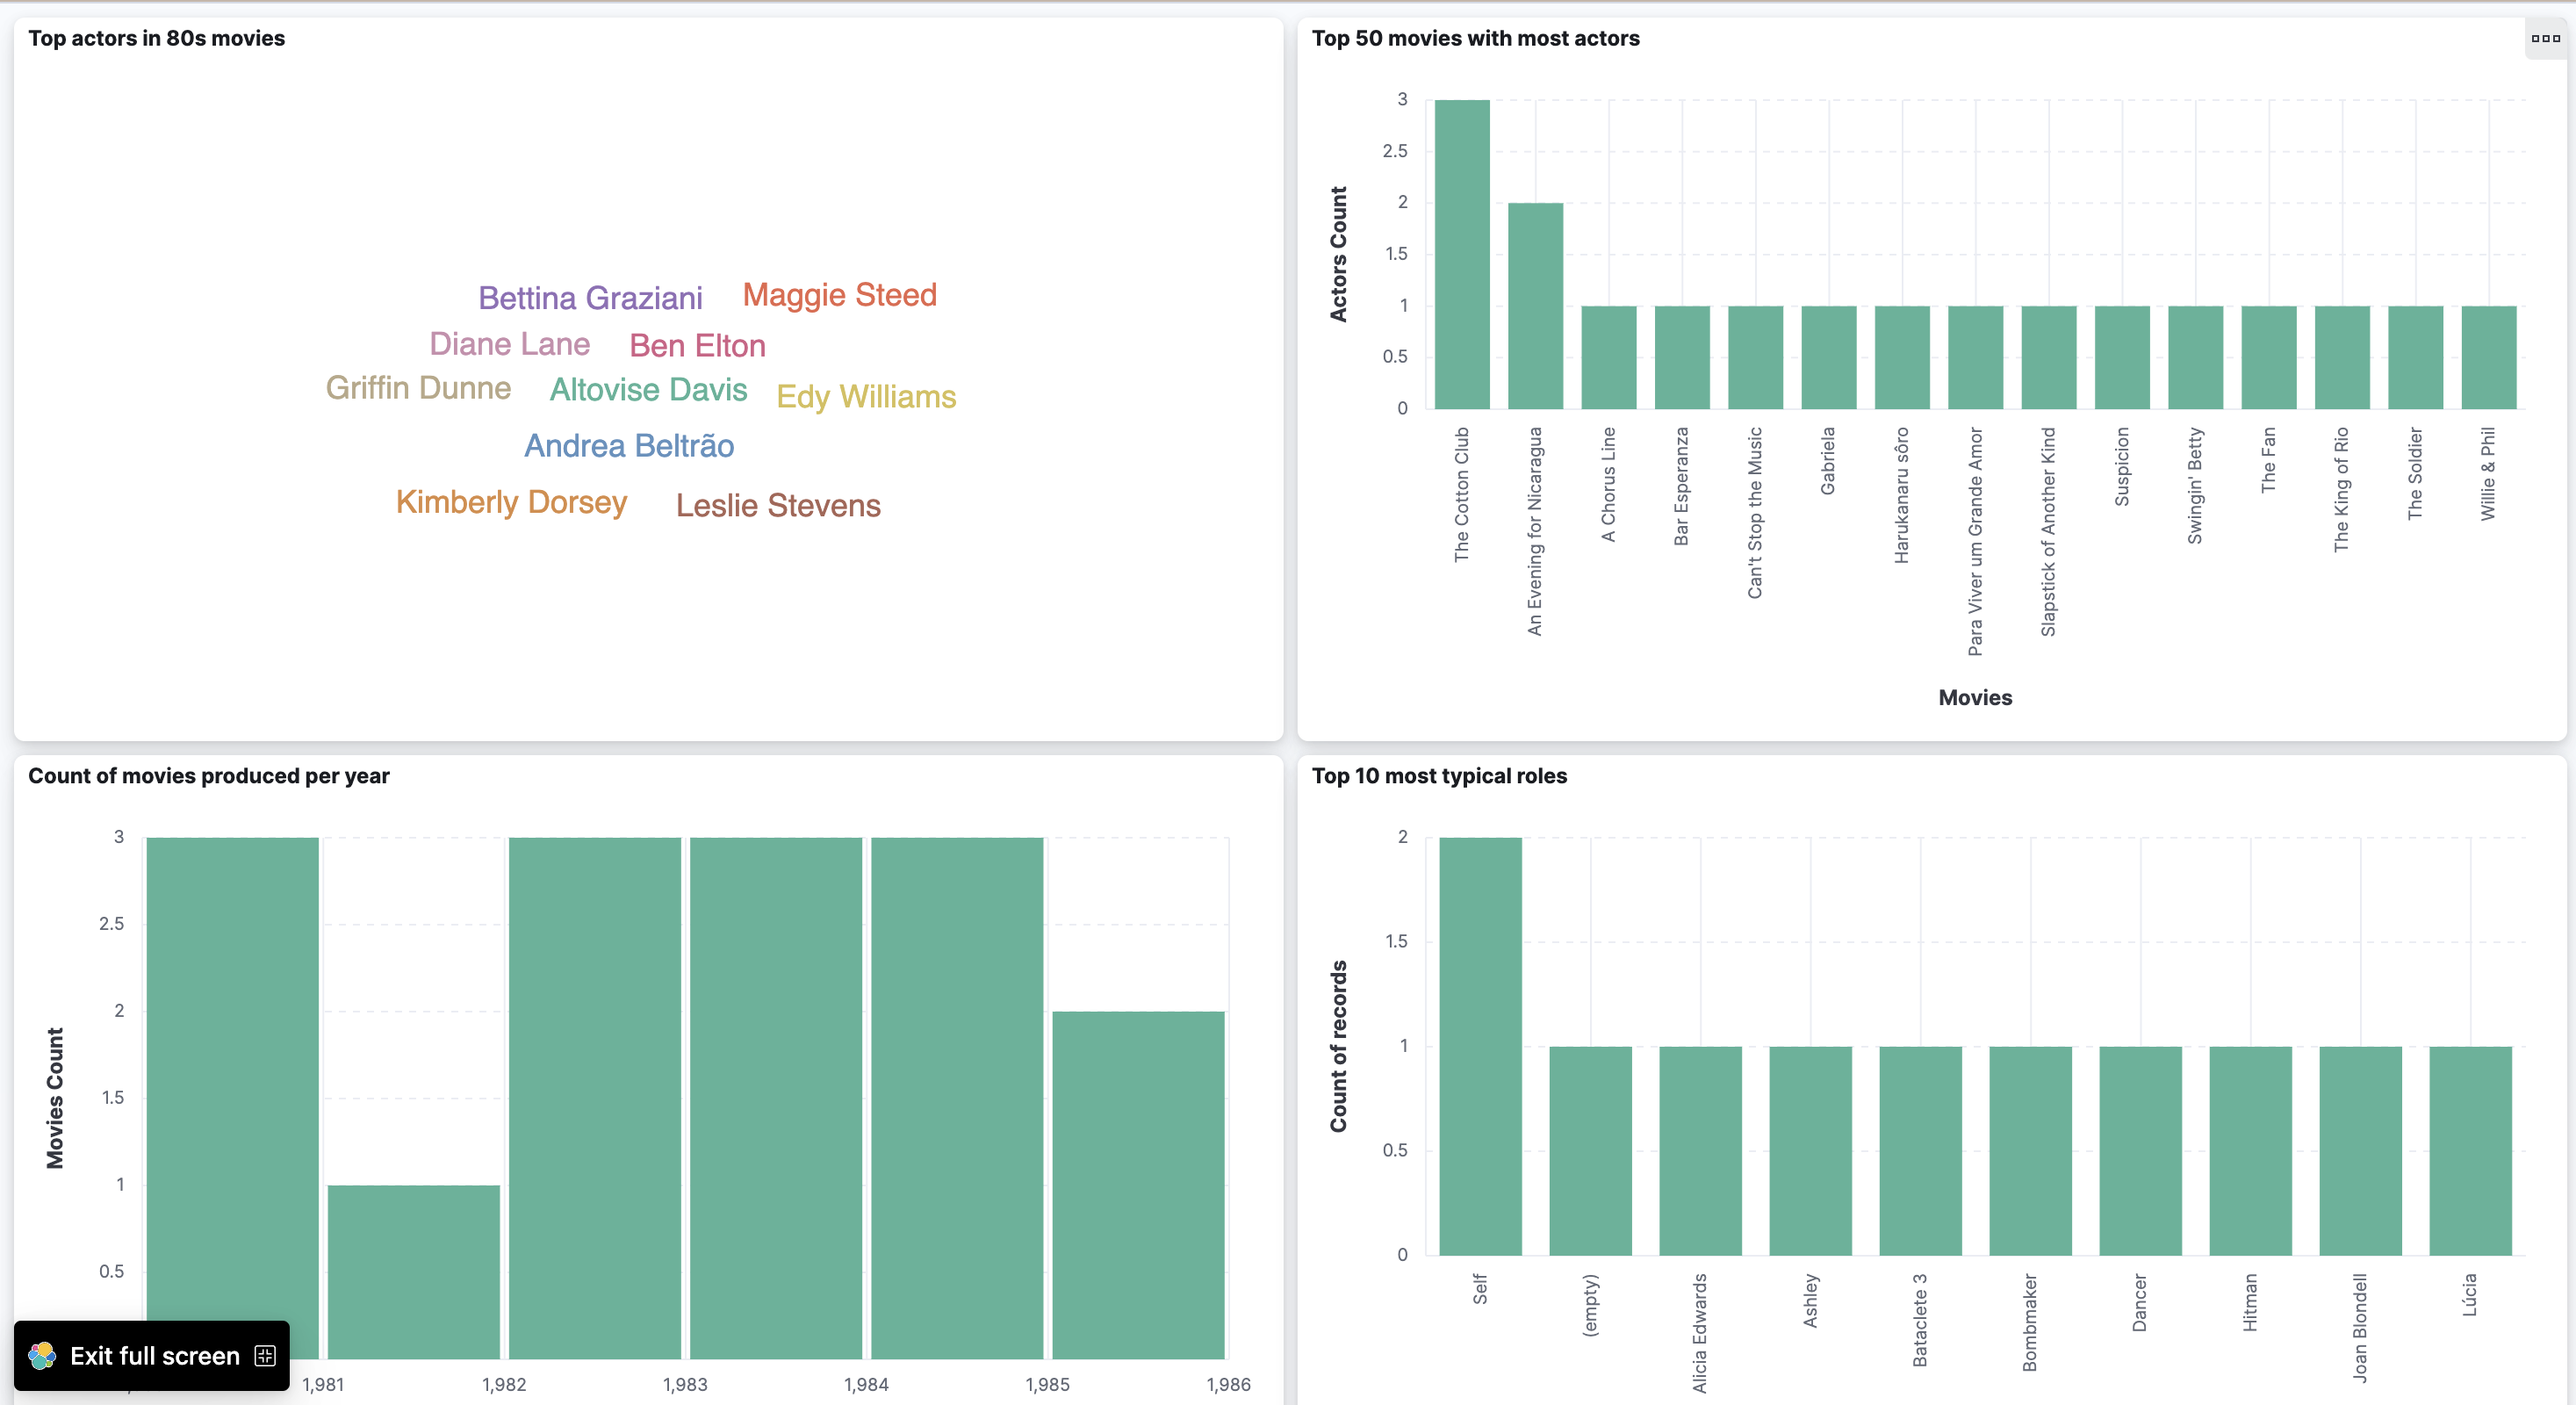 Top actors in 80s movies
Bettina Graziani
Maggie Steed
Diane Lane
Ben Elton
Griffin Dunne
Altovise Davis
Edy Williams
Andrea Beltrão
Kimberly Dorsey
Leslie Stevens
Top 50 movies with most actors
Actors Count
3
2.5
2
1.5
1
0.5
0
The Cotton Club
An Evening for Nicaragua
A Chorus Line
Bar Esperanza
Can't Stop the Music
Gabriela
Harukanaru sôro
Para Viver um Grande Amor
Slapstick of Another Kind
Suspicion
Swingin' Betty
The Fan
The King of Rio
The Soldier
Willie & Phil
Movies
Count of movies produced per year
Movies Count
3
2.5
2
1.5
1
0.5
1,981
1,982
1,983
1,984
1,985
1,986
Exit full screen
Top 10 most typical roles
Count of records
2
1.5
1
0.5
0
Self
(empty)
Alicia Edwards
Ashley
Bataclete 3
Bombmaker
Dancer
Hitman
Joan Blondell
Lúcia